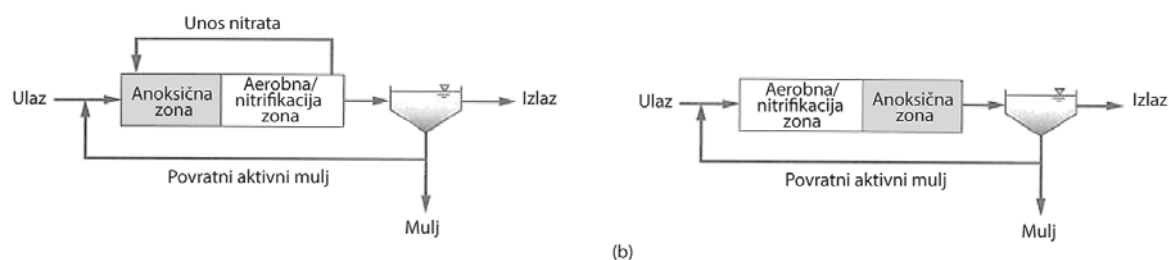 Unos nitrata
Ulaz
Anoksična
zona
Aerobna/
nitrifikacija
zona
Izlaz
Povratni aktivni mulj
Mulj
Ulaz
Aerobna/
nitrifikacija
zona
Anoksična
zona
Izlaz
Povratni aktivni mulj
Mulj
(b)